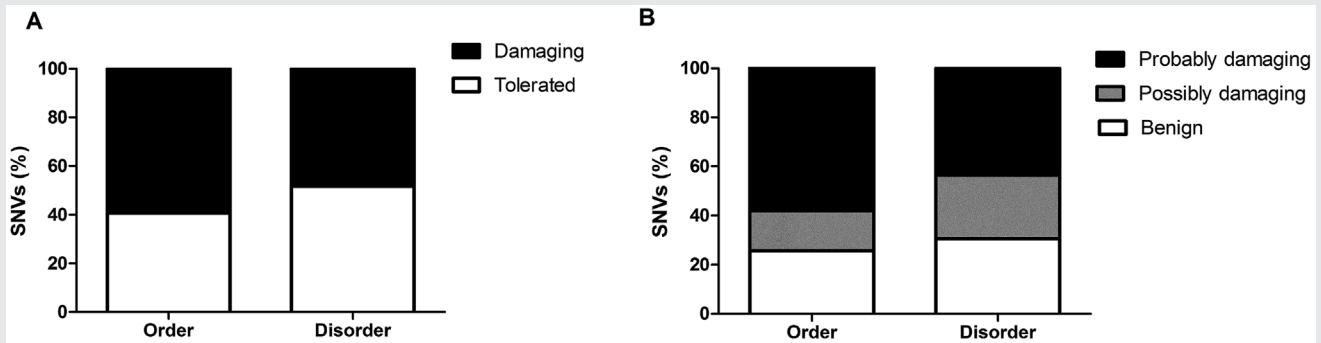 A
Damaging
Tolerated
SNVs (%)
100
80
60
40
20
0
Order Disorder
B
Probably damaging
Possibly damaging
Benign
SNVs (%)
100
80
60
40
20
0
Order Disorder